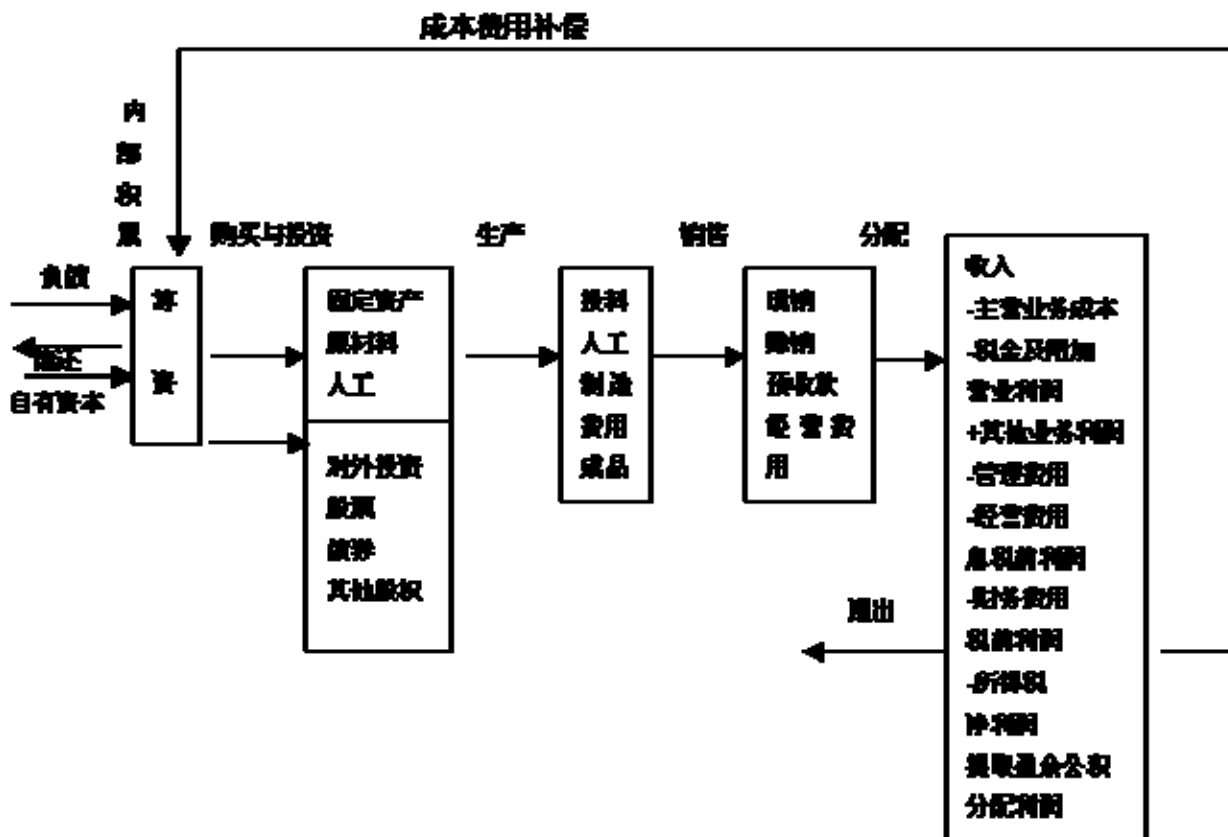 成本费用补偿
内部积累
购买与投资
生产
销售
分配
负债
偿还
自有资本
筹资
固定资产
原材料
人工
对外投资
股票
债券
其他股权
投料
人工
制造
费用
成品
现销
赊销
预收款
经营费
用
收入
-主营业务成本
-税金及附加
营业利润
+其他业务利润
-管理费用
-经营费用
息税前利润
-财务费用
税前利润
-所得税
净利润
提取盈余公积
分配利润
退出